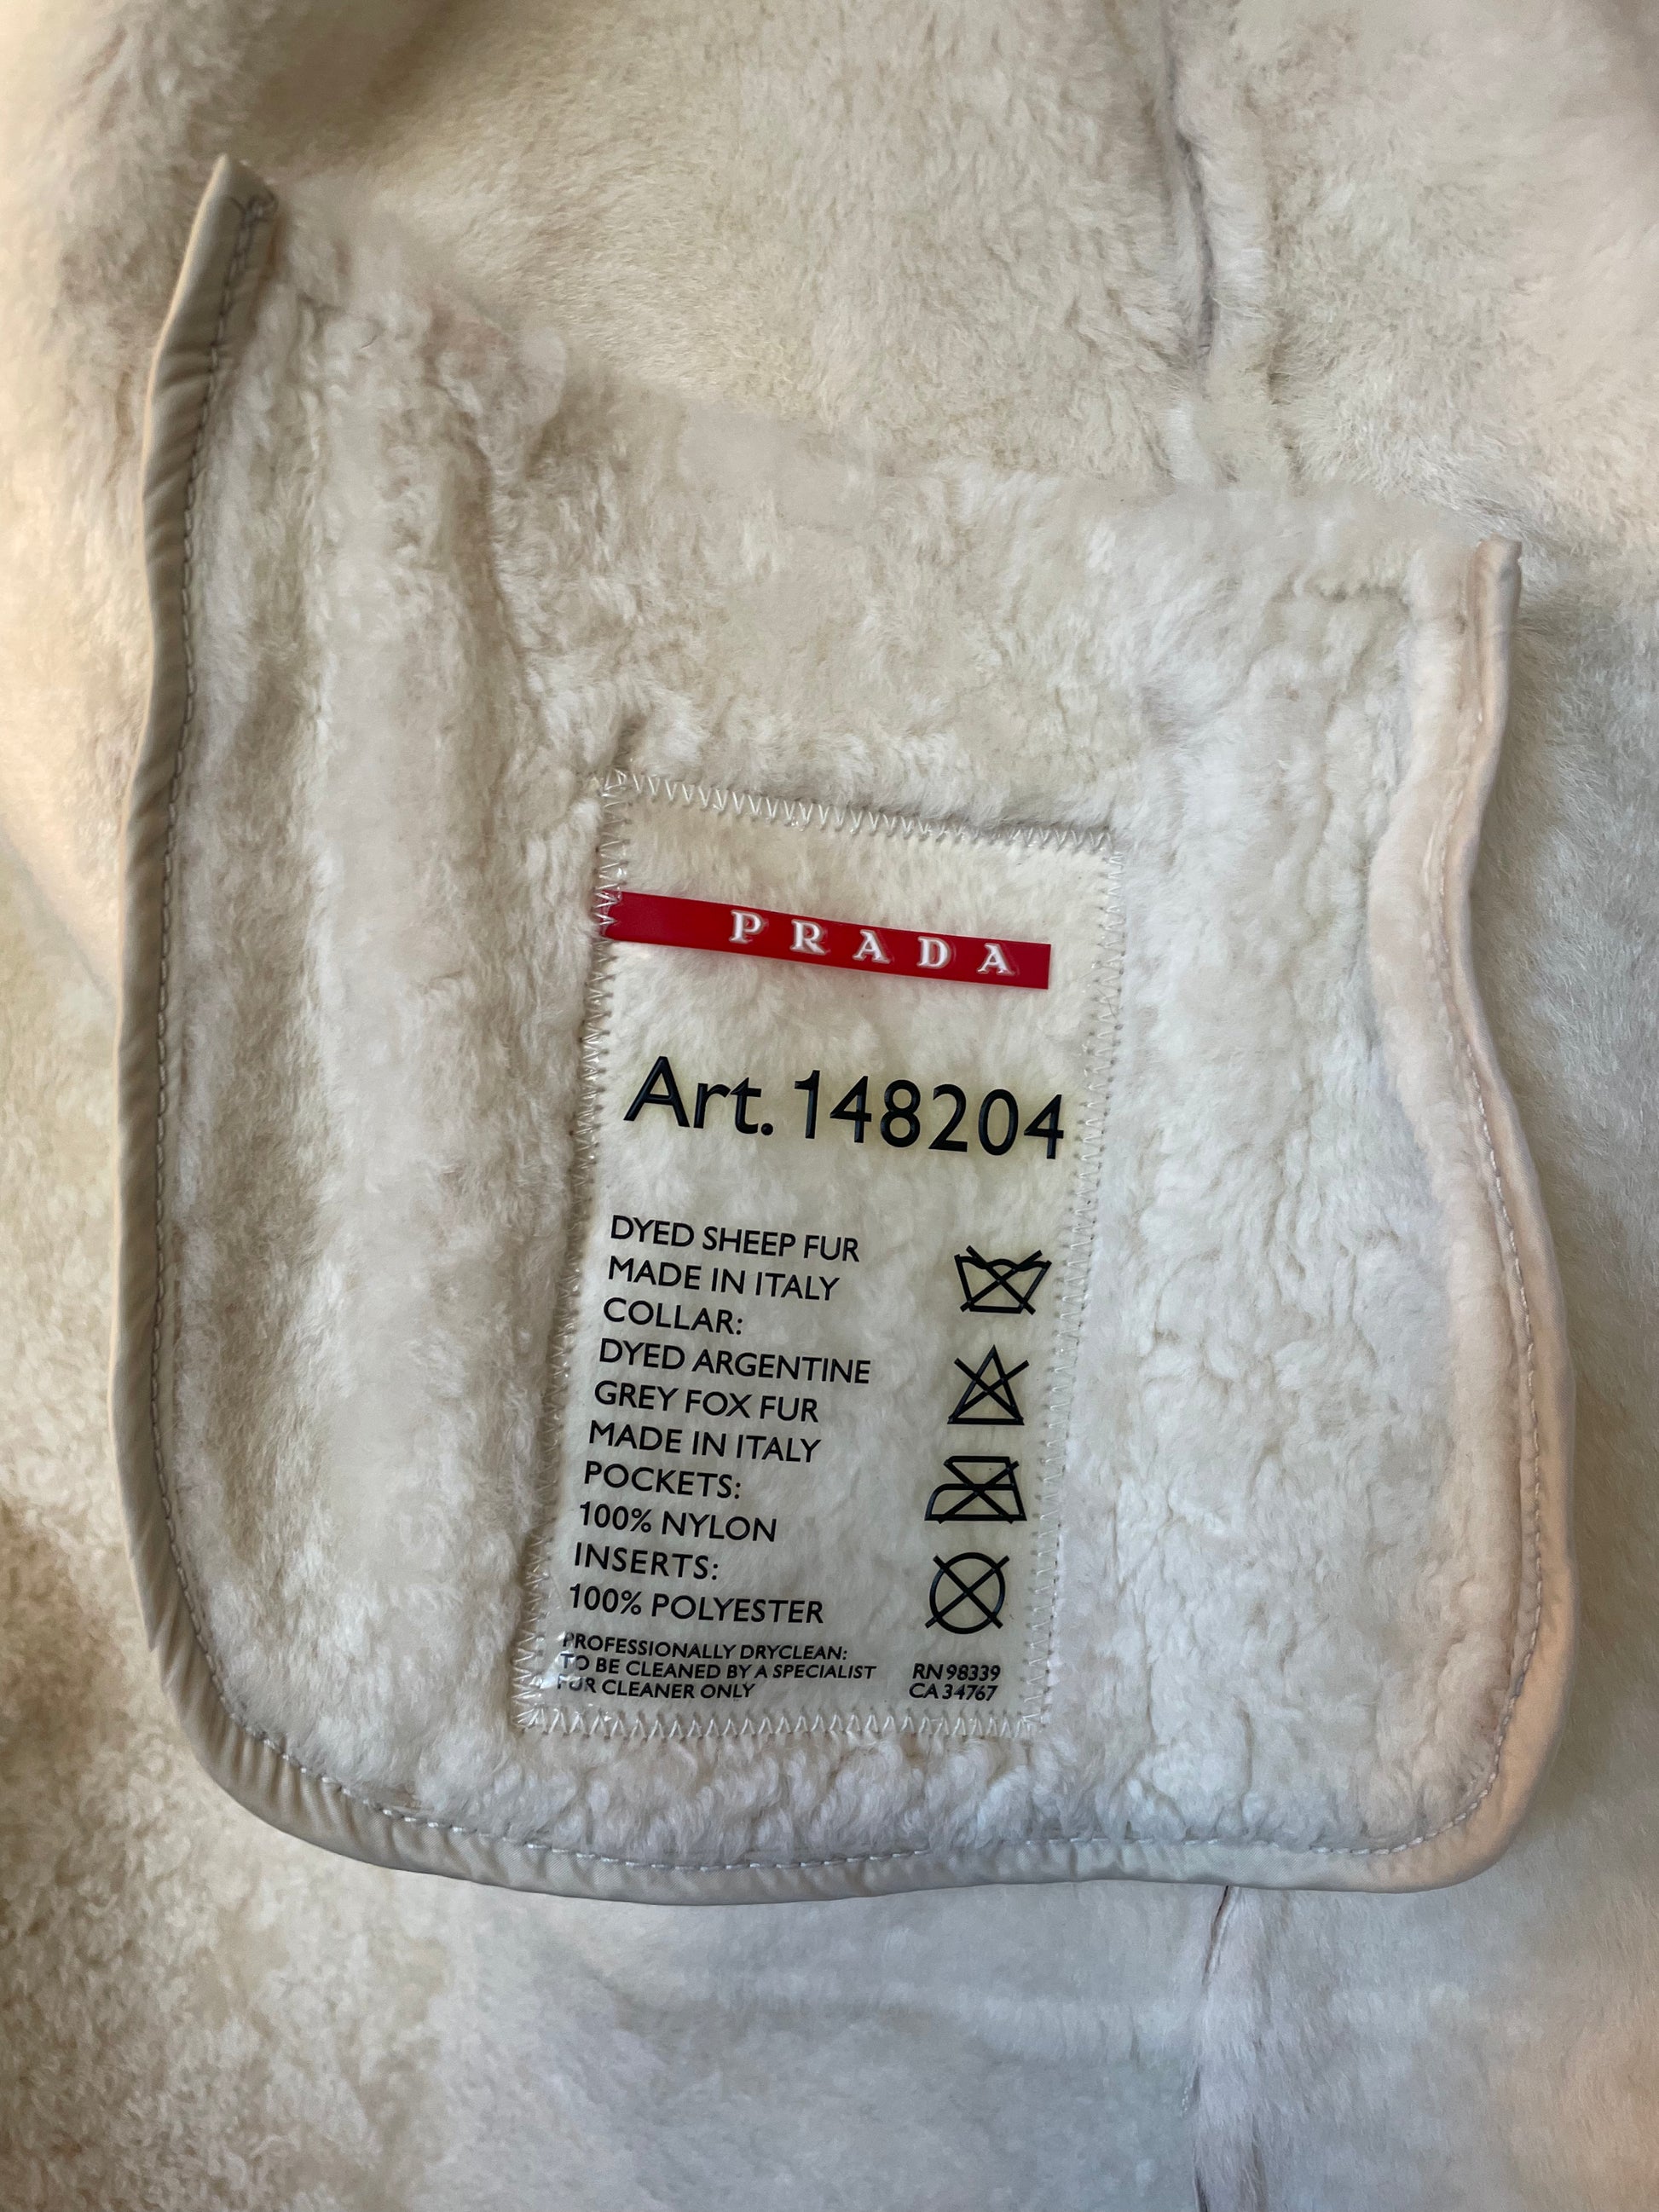 PRADA
Art. 148204
DYED SHEEP FUR
MADE IN ITALY
COLLAR:
DYED ARGENTINE
GREY FOX FUR
MADE IN ITALY
POCKETS:
100% NYLON
INSERTS:
100% POLYESTER
PROFESSIONALLY DRYCLEAN:
TO BE CLEANED BY A SPECIALIST
FUR CLEANER ONLY
RN 98339
CA 34767